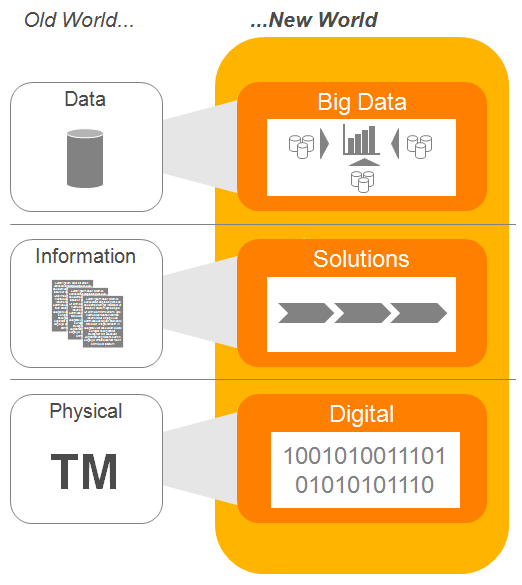 Old World...
...New World
Data
Big Data
Information
Solutions
Physical
Digital
TM
1001010011101
01010101110